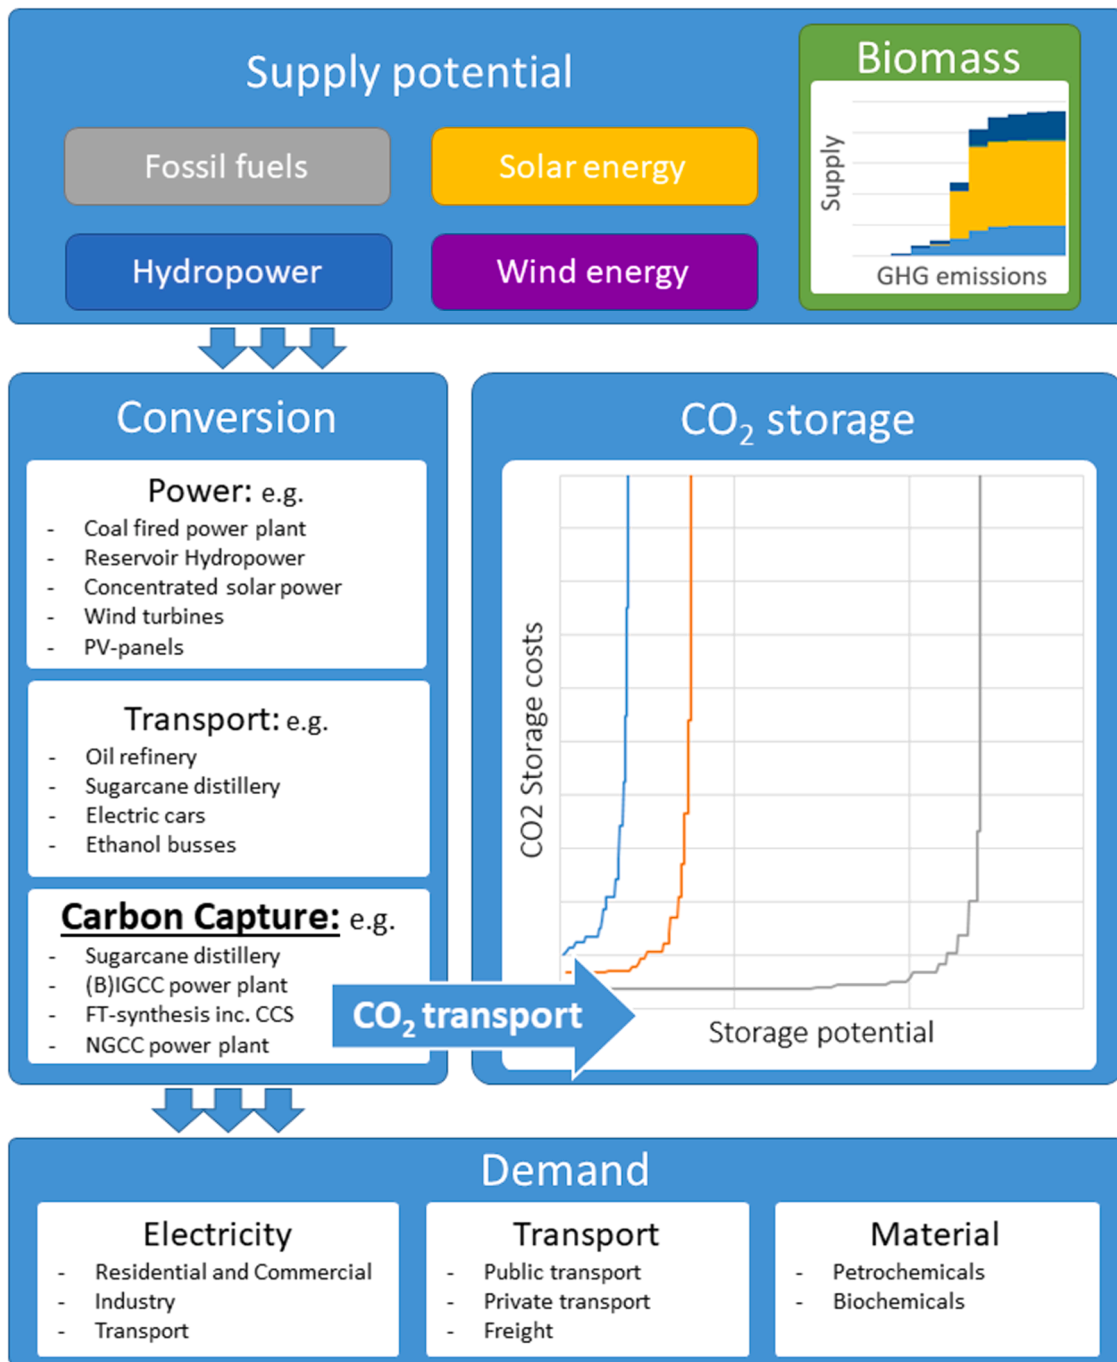 Supply potential
Biomass
Fossil fuels
Solar energy
Hydropower
Wind energy
Supply
GHG emissions
Conversion
Power: e.g.
- Coal fired power plant
- Reservoir Hydropower
- Concentrated solar power
- Wind turbines
- PV-panels
Transport: e.g.
- Oil refinery
- Sugarcane distillery
- Electric cars
- Ethanol busses
Carbon Capture: e.g.
- Sugarcane distillery
- (B)IGCC power plant
- FT-synthesis inc. CCS
- NGCC power plant
CO₂ transport
CO₂ storage
CO2 Storage costs
Storage potential
Demand
Electricity
- Residential and Commercial
- Industry
- Transport
Transport
- Public transport
- Private transport
- Freight
Material
- Petrochemicals
- Biochemicals